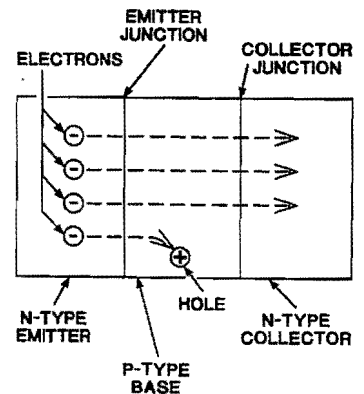 EMITTER
JUNCTION
COLLECTOR
JUNCTION
ELECTRONS
−
−
−
−
+
HOLE
N-TYPE
EMITTER
N-TYPE
COLLECTOR
P-TYPE
BASE